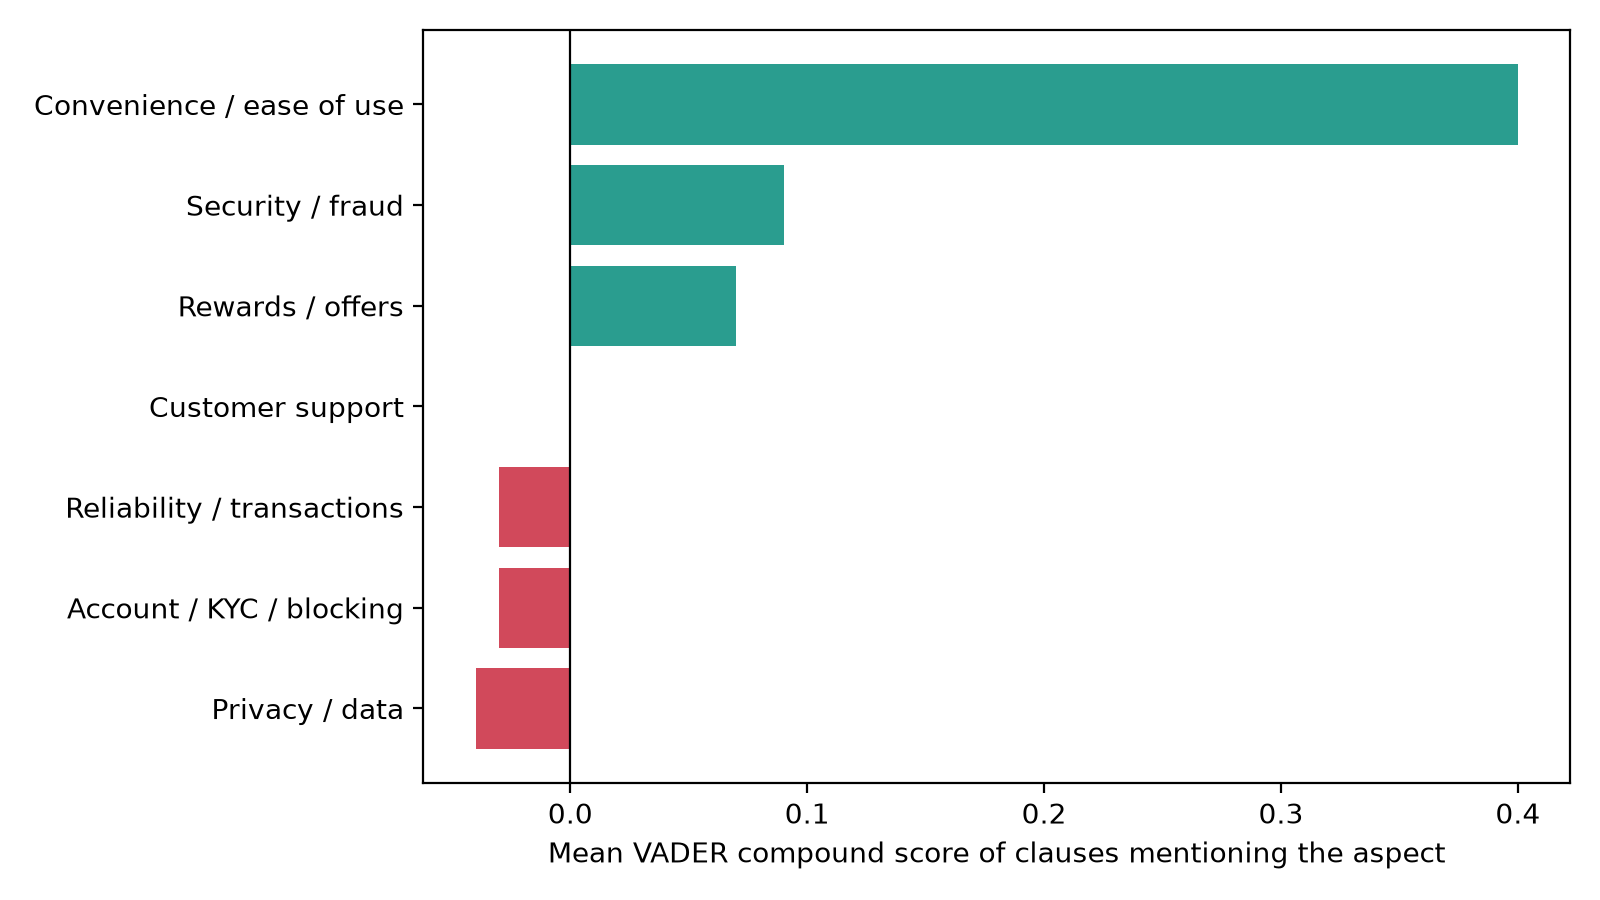 Convenience / ease of use
Security / fraud
Rewards / offers
Customer support
Reliability / transactions
Account / KYC / blocking
Privacy / data
0.0 0.1 0.2 0.3 0.4
Mean VADER compound score of clauses mentioning the aspect